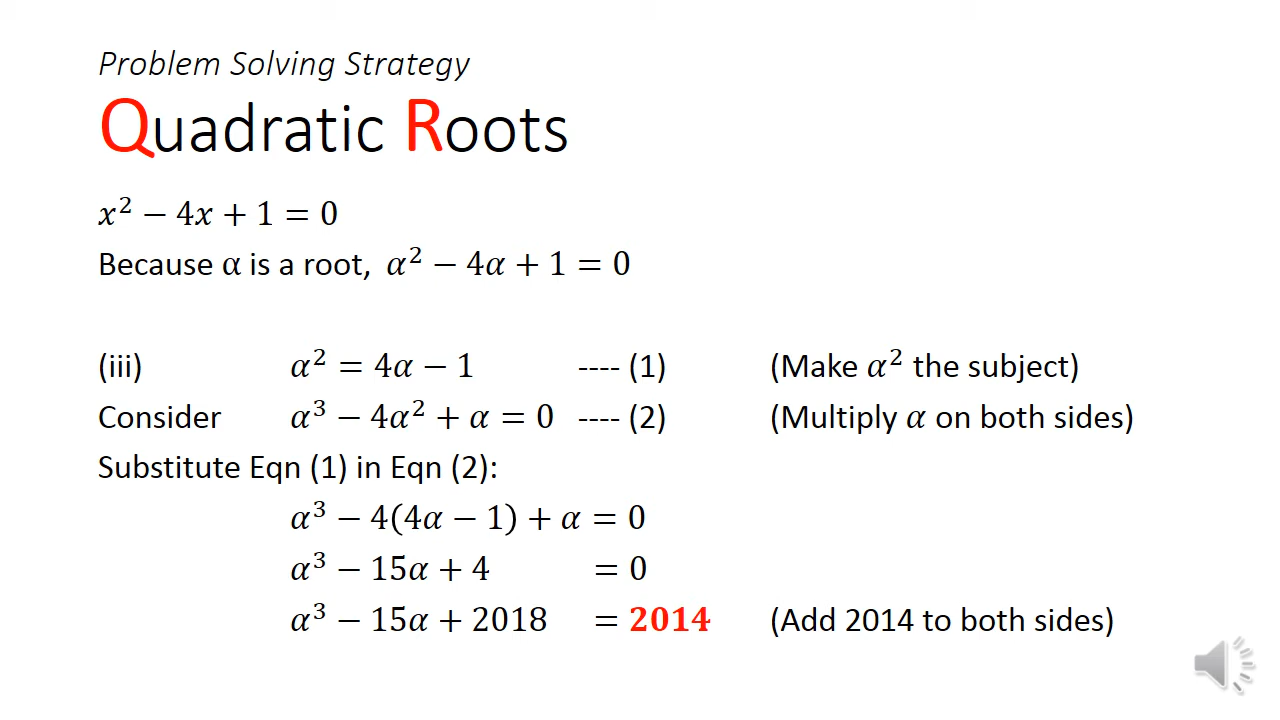 Problem Solving Strategy
Quadratic Roots
x² − 4x + 1 = 0
Because α is a root, α² − 4α + 1 = 0
(iii) α² = 4α − 1 ---- (1) (Make α² the subject)
Consider α³ − 4α² + α = 0 ---- (2) (Multiply α on both sides)
Substitute Eqn (1) in Eqn (2):
α³ − 4(4α − 1) + α = 0
α³ − 15α + 4 = 0
α³ − 15α + 2018 = 2014 (Add 2014 to both sides)